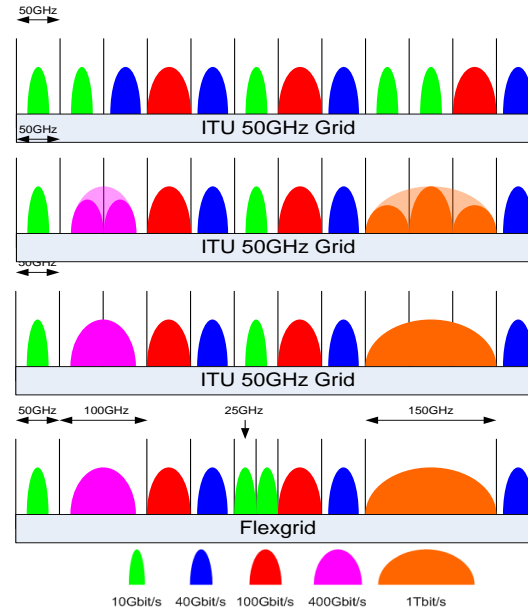 50GHz
ITU 50GHz Grid
50GHz
ITU 50GHz Grid
50GHz
ITU 50GHz Grid
50GHz 100GHz 25GHz 150GHz
Flexgrid
10Gbit/s 40Gbit/s 100Gbit/s 400Gbit/s 1Tbit/s